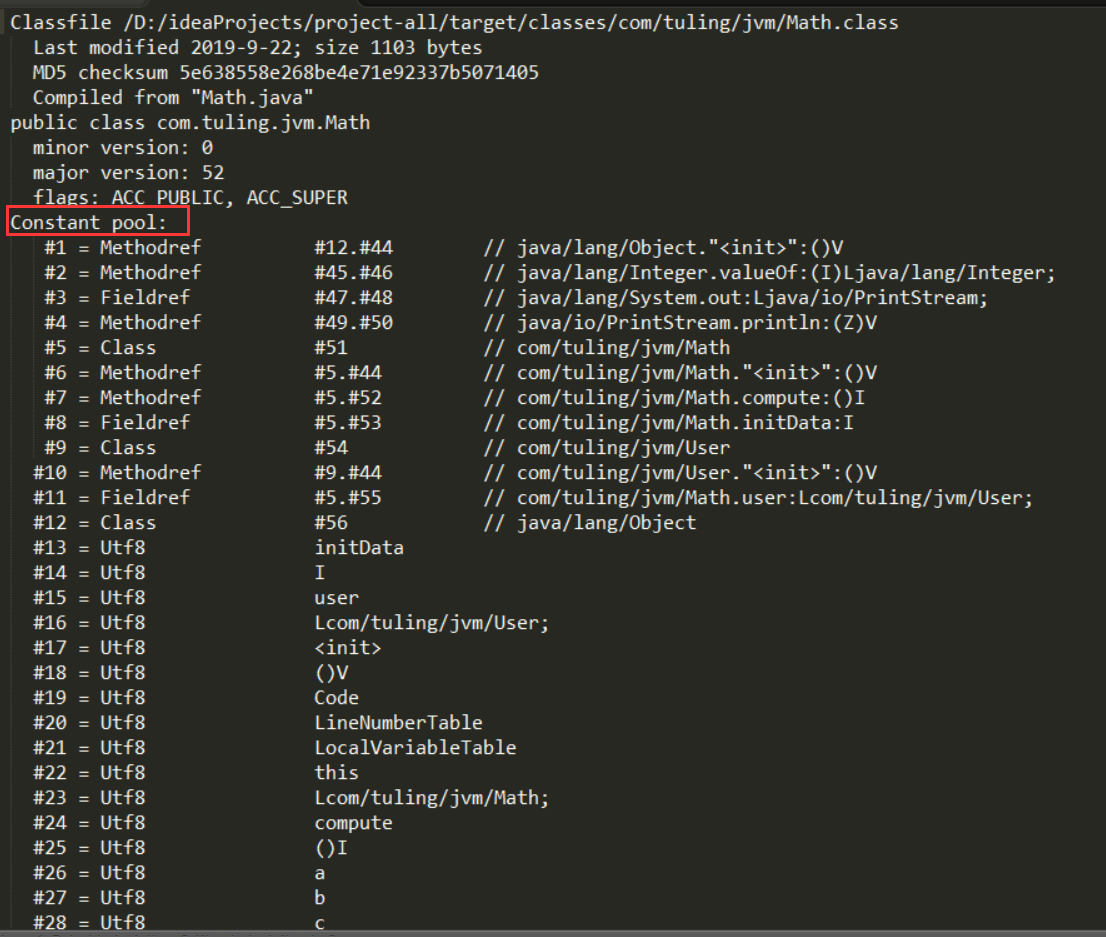 Classfile /D:/ideaProjects/project-all/target/classes/com/tuling/jvm/Math.class
  Last modified 2019-9-22; size 1103 bytes
  MD5 checksum 5e638558e268be4e71e92337b5071405
  Compiled from "Math.java"
public class com.tuling.jvm.Math
  minor version: 0
  major version: 52
  flags: ACC_PUBLIC, ACC_SUPER
Constant pool:
   #1 = Methodref          #12.#44        // java/lang/Object."<init>":()V
   #2 = Methodref          #45.#46        // java/lang/Integer.valueOf:(I)Ljava/lang/Integer;
   #3 = Fieldref           #47.#48        // java/lang/System.out:Ljava/io/PrintStream;
   #4 = Methodref          #49.#50        // java/io/PrintStream.println:(Z)V
   #5 = Class              #51            // com/tuling/jvm/Math
   #6 = Methodref          #5.#44         // com/tuling/jvm/Math."<init>":()V
   #7 = Methodref          #5.#52         // com/tuling/jvm/Math.compute:()I
   #8 = Fieldref           #5.#53         // com/tuling/jvm/Math.initData:I
   #9 = Class              #54            // com/tuling/jvm/User
  #10 = Methodref          #9.#44         // com/tuling/jvm/User."<init>":()V
  #11 = Fieldref           #5.#55         // com/tuling/jvm/Math.user:Lcom/tuling/jvm/User;
  #12 = Class              #56            // java/lang/Object
  #13 = Utf8               initData
  #14 = Utf8               I
  #15 = Utf8               user
  #16 = Utf8               Lcom/tuling/jvm/User;
  #17 = Utf8               <init>
  #18 = Utf8               ()V
  #19 = Utf8               Code
  #20 = Utf8               LineNumberTable
  #21 = Utf8               LocalVariableTable
  #22 = Utf8               this
  #23 = Utf8               Lcom/tuling/jvm/Math;
  #24 = Utf8               compute
  #25 = Utf8               ()I
  #26 = Utf8               a
  #27 = Utf8               b
  #28 = Utf8               c